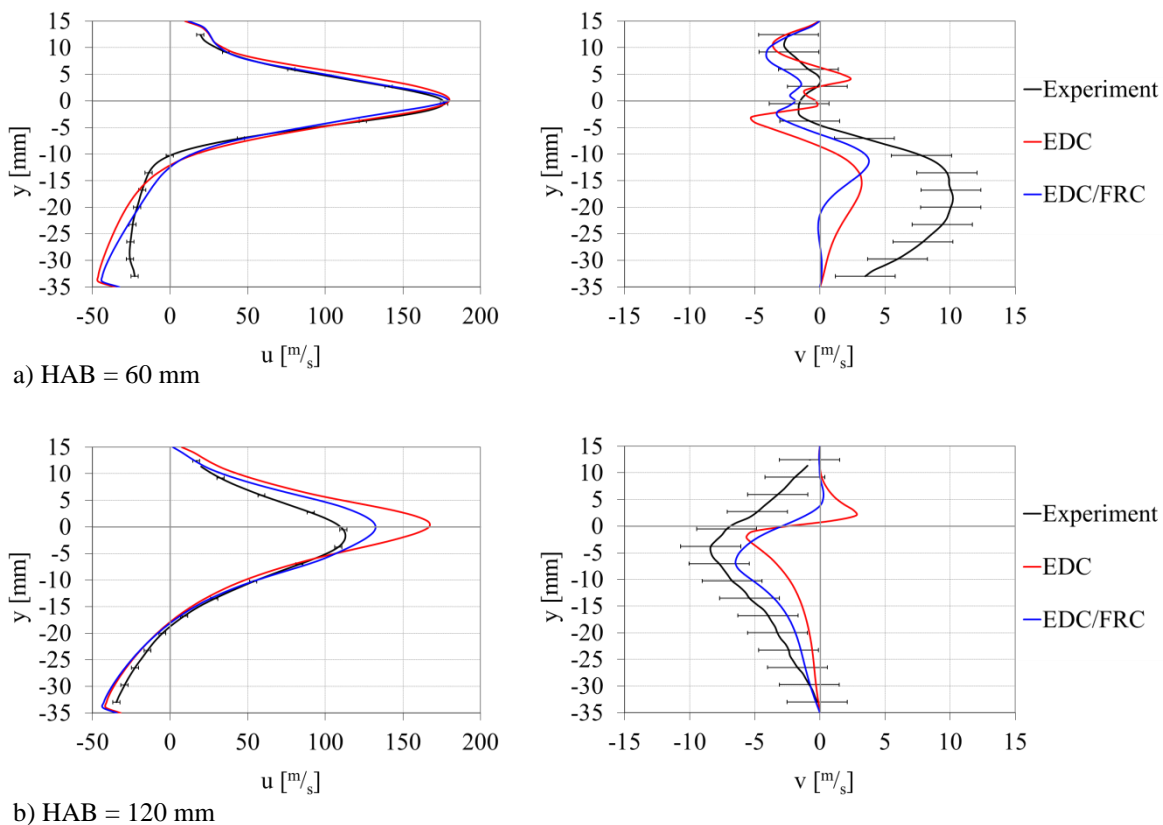 15
10
5
0
-5
-10
-15
-20
-25
-30
-35
y [mm]
-50 0 50 100 150 200
u [m/s]
15
10
5
0
-5
-10
-15
-20
-25
-30
-35
y [mm]
-15 -10 -5 0 5 10 15
v [m/s]
Experiment
EDC
EDC/FRC
a) HAB = 60 mm
15
10
5
0
-5
-10
-15
-20
-25
-30
-35
y [mm]
-50 0 50 100 150 200
u [m/s]
15
10
5
0
-5
-10
-15
-20
-25
-30
-35
y [mm]
-15 -10 -5 0 5 10 15
v [m/s]
Experiment
EDC
EDC/FRC
b) HAB = 120 mm